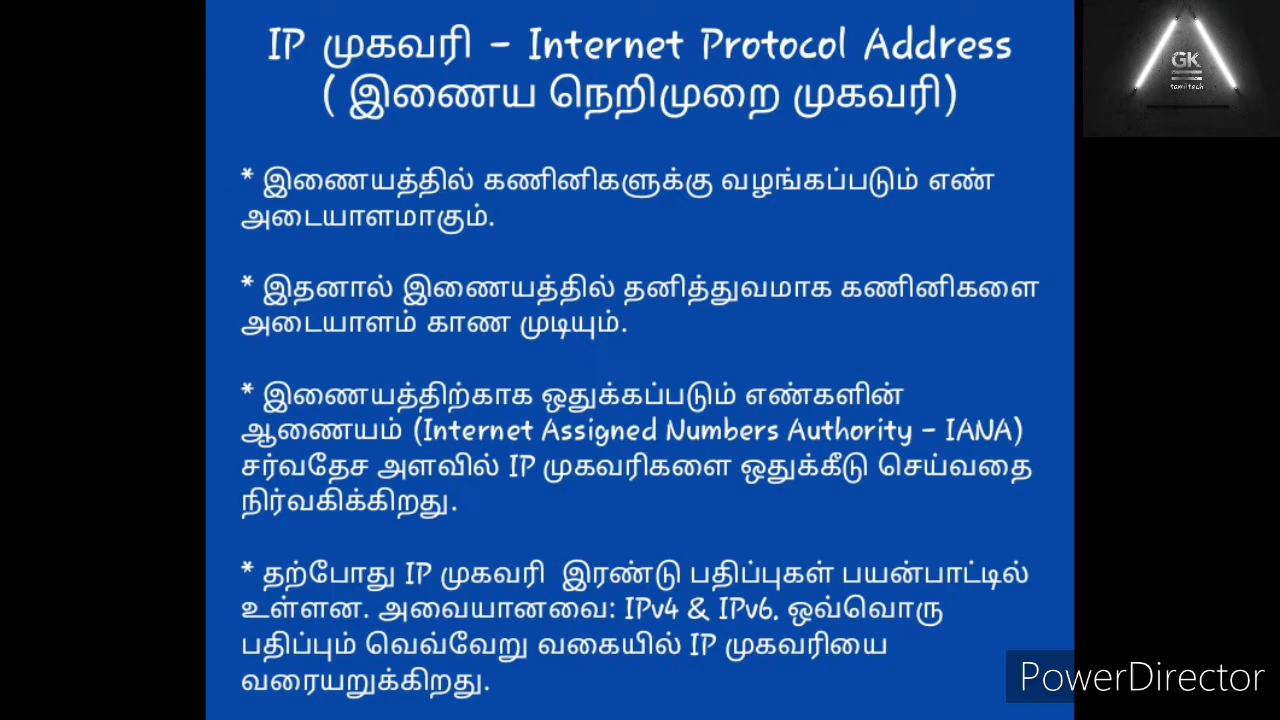 IP முகவரி - Internet Protocol Address
( இணைய நெறிமுறை முகவரி)
GK
tamiltech
* இணையத்தில் கணினிகளுக்கு வழங்கப்படும் எண்
அடையாளமாகும்.
* இதனால் இணையத்தில் தனித்துவமாக கணினிகளை
அடையாளம் காண முடியும்.
* இணையத்திற்காக ஒதுக்கப்படும் எண்களின்
ஆணையம் (Internet Assigned Numbers Authority - IANA)
சர்வதேச அளவில் IP முகவரிகளை ஒதுக்கீடு செய்வதை
நிர்வகிக்கிறது.
* தற்போது IP முகவரி இரண்டு பதிப்புகள் பயன்பாட்டில்
உள்ளன. அவையானவை: IPv4 & IPv6. ஒவ்வொரு
பதிப்பும் வெவ்வேறு வகையில் IP முகவரியை
வரையறுக்கிறது.
PowerDirector